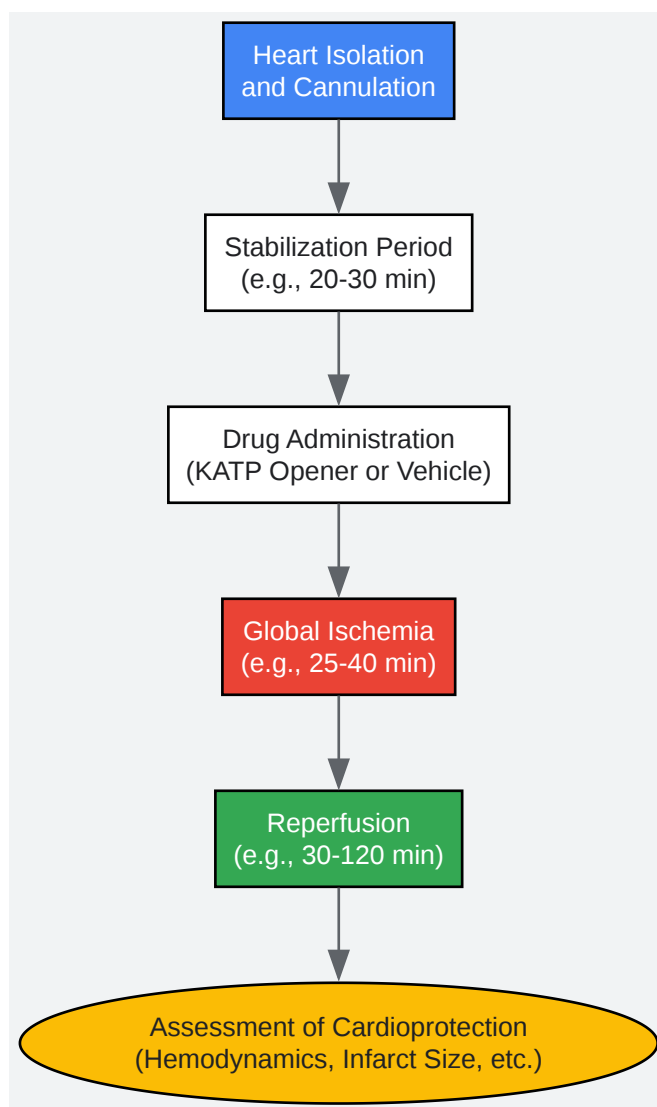 Heart Isolation
and Cannulation
Stabilization Period
(e.g., 20-30 min)
Drug Administration
(KATP Opener or Vehicle)
Global Ischemia
(e.g., 25-40 min)
Reperfusion
(e.g., 30-120 min)
Assessment of Cardioprotection
(Hemodynamics, Infarct Size, etc.)